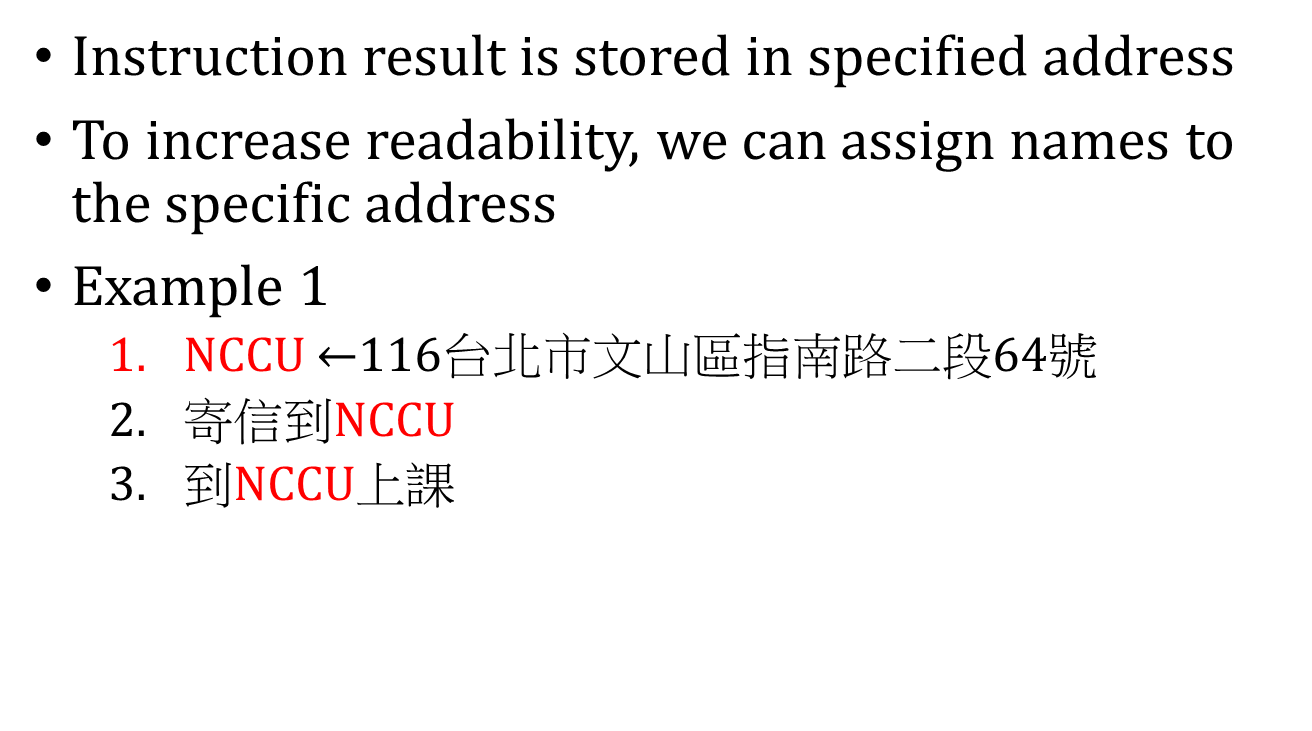 • Instruction result is stored in specified address
• To increase readability, we can assign names to
the specific address
• Example 1
1. NCCU ←116台北市文山區指南路二段64號
2. 寄信到NCCU
3. 到NCCU上課